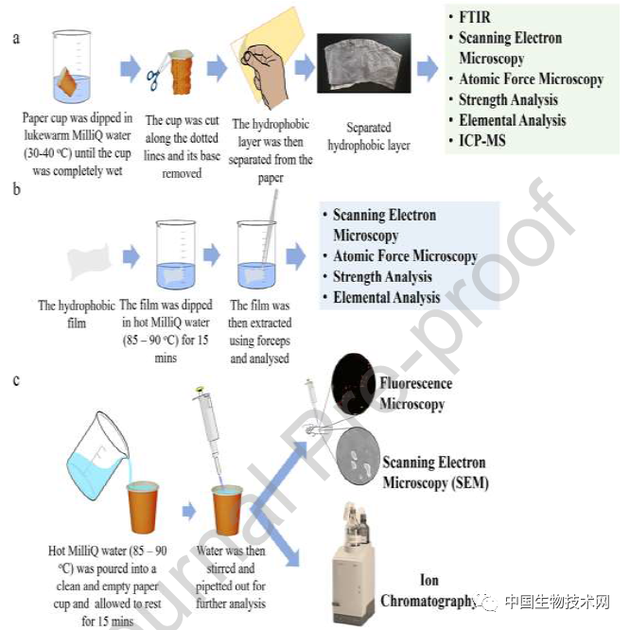 a
Paper cup was dipped in
lukewarm MilliQ water
(30-40 °C) until the cup
was completely wet
The cup was cut
along the dotted
lines and its base
removed
The hydrophobic
layer was then
separated from the
paper
Separated
hydrophobic layer
• FTIR
• Scanning Electron
Microscopy
• Atomic Force Microscopy
• Strength Analysis
• Elemental Analysis
• ICP-MS
b
The hydrophobic
film
The film was dipped
in hot MilliQ water
(85 – 90 °C) for 15
mins
The film was
then extracted
using forceps
and analysed
• Scanning Electron
Microscopy
• Atomic Force Microscopy
• Strength Analysis
• Elemental Analysis
c
Hot MilliQ water (85 – 90
°C) was poured into a
clean and empty paper
cup and allowed to rest
for 15 mins
Water was then
stirred and
pipetted out for
further analysis
Fluorescence
Microscopy
Scanning Electron
Microscopy (SEM)
Ion
Chromatography
Journal Pre-proof
中国生物技术网